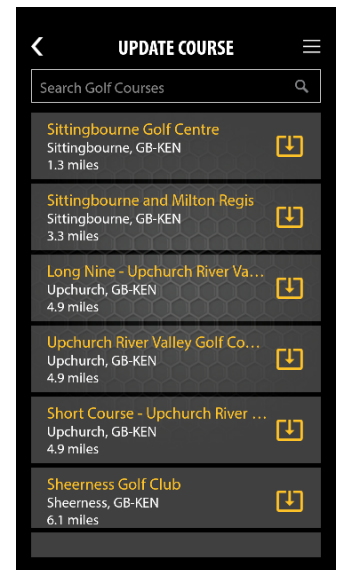 UPDATE COURSE
Search Golf Courses
Sittingbourne Golf Centre
Sittingbourne, GB-KEN
1.3 miles
Sittingbourne and Milton Regis
Sittingbourne, GB-KEN
3.3 miles
Long Nine - Upchurch River Va...
Upchurch, GB-KEN
4.9 miles
Upchurch River Valley Golf Co...
Upchurch, GB-KEN
4.9 miles
Short Course - Upchurch River ...
Upchurch, GB-KEN
4.9 miles
Sheerness Golf Club
Sheerness, GB-KEN
6.1 miles